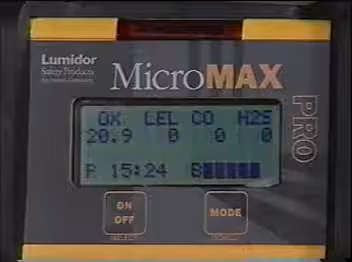 Lumidor
Safety Products
MicroMAX
PRO
OX LEL CO H2S
20.9 0 0 0
P 15:24 B
ON
OFF
MODE